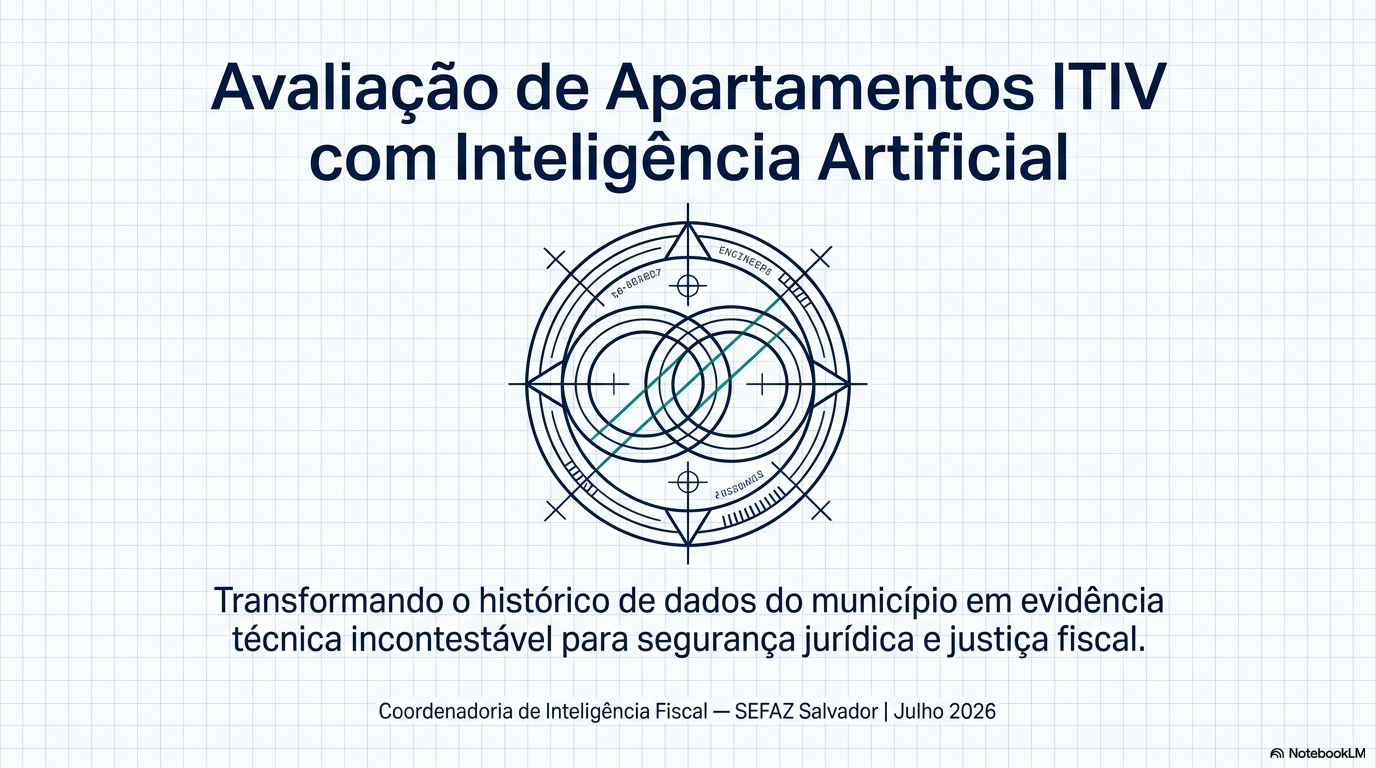 Avaliação de Apartamentos ITIV
com Inteligência Artificial
ENGINEERS
Transformando o histórico de dados do município em evidência
técnica incontestável para segurança jurídica e justiça fiscal.
Coordenadoria de Inteligência Fiscal — SEFAZ Salvador | Julho 2026
NotebookLM